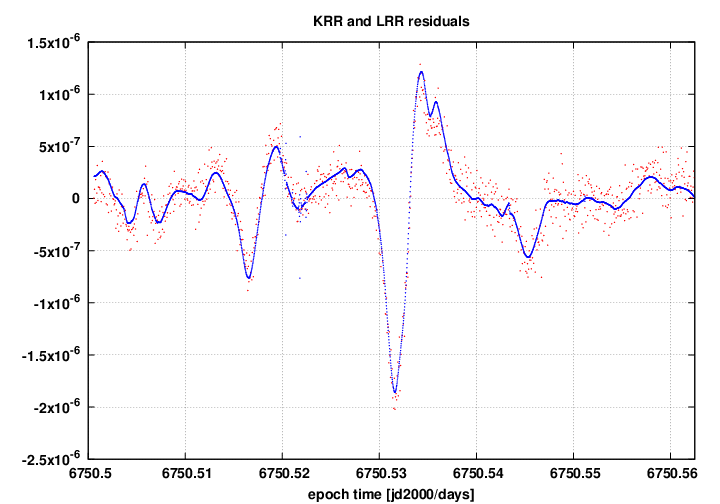 KRR and LRR residuals
1.5x10⁻⁶
1x10⁻⁶
5x10⁻⁷
0
-5x10⁻⁷
-1x10⁻⁶
-1.5x10⁻⁶
-2x10⁻⁶
-2.5x10⁻⁶
6750.5 6750.51 6750.52 6750.53 6750.54 6750.55 6750.56
epoch time [jd2000/days]